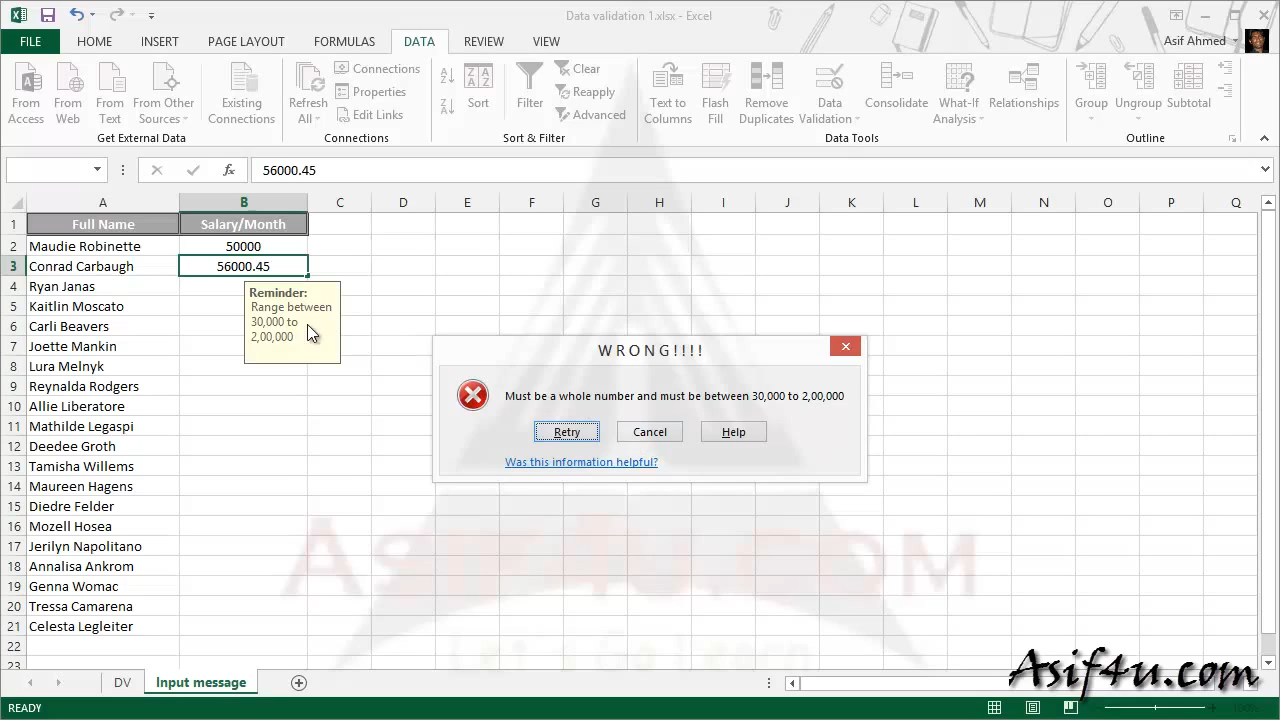 Data validation 1.xlsx - Excel
FILE HOME INSERT PAGE LAYOUT FORMULAS DATA REVIEW VIEW Asif Ahmed
From Access From Web From Text From Other Sources Existing Connections
Get External Data
Refresh All Connections Properties Edit Links
Connections
Sort Filter Clear Reapply Advanced
Sort & Filter
Text to Columns Flash Fill Remove Duplicates Data Validation Consolidate What-If Analysis Relationships
Data Tools
Group Ungroup Subtotal
Outline
fx 56000.45
A B C D E F G H I J K L M N O P Q
1 Full Name Salary/Month
2 Maudie Robinette 50000
3 Conrad Carbaugh 56000.45
4 Ryan Janas
5 Kaitlin Moscato
6 Carli Beavers
7 Joette Mankin
8 Lura Melnyk
9 Reynalda Rodgers
10 Allie Liberatore
11 Mathilde Legaspi
12 Deedee Groth
13 Tamisha Willems
14 Maureen Hagens
15 Diedre Felder
16 Mozell Hosea
17 Jerilyn Napolitano
18 Annalisa Ankrom
19 Genna Womac
20 Tressa Camarena
21 Celesta Legleiter
22
23
Reminder:
Range between
30,000 to
2,00,000
WRONG!!!!
Must be a whole number and must be between 30,000 to 2,00,000
Retry Cancel Help
Was this information helpful?
Asif4u.com
Let's Go Learn
DV Input message
Asif4u.com
READY 100%